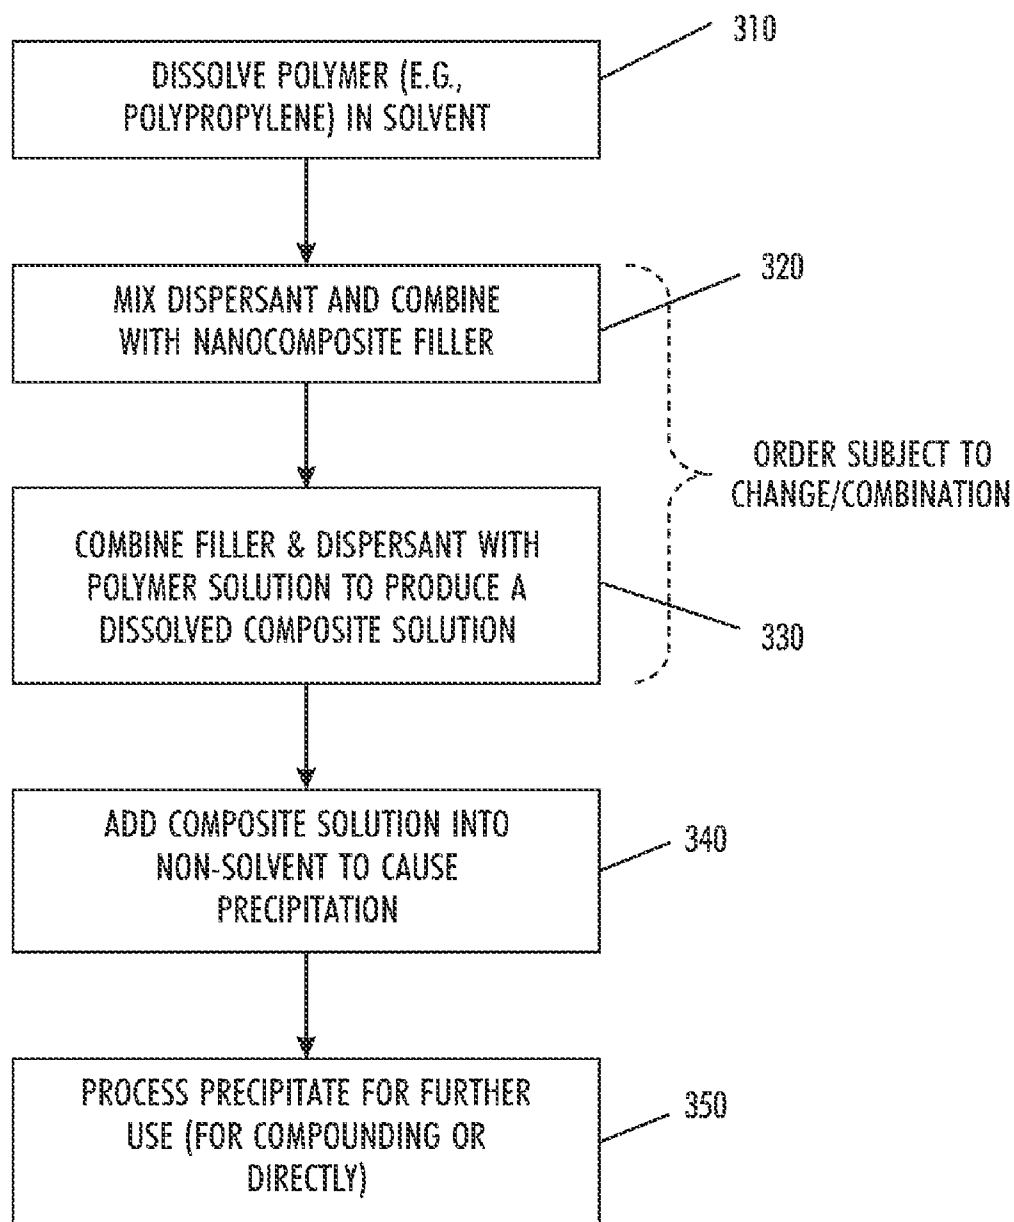 310
DISSOLVE POLYMER (E.G.,
POLYPROPYLENE) IN SOLVENT
320
MIX DISPERSANT AND COMBINE
WITH NANOCOMPOSITE FILLER
ORDER SUBJECT TO
CHANGE/COMBINATION
COMBINE FILLER & DISPERSANT WITH
POLYMER SOLUTION TO PRODUCE A
DISSOLVED COMPOSITE SOLUTION
330
ADD COMPOSITE SOLUTION INTO
NON-SOLVENT TO CAUSE
PRECIPITATION
340
PROCESS PRECIPITATE FOR FURTHER
USE (FOR COMPOUNDING OR
DIRECTLY)
350